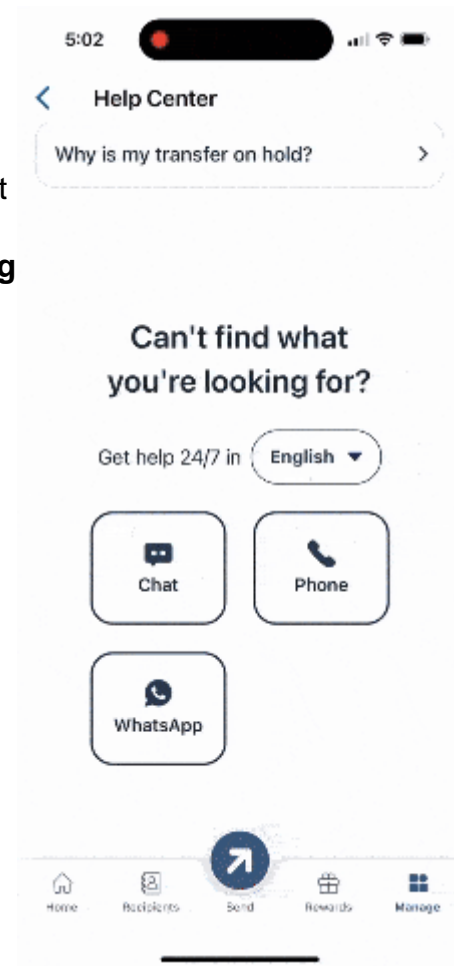 5:02
Help Center
Why is my transfer on hold?
t
g
Can't find what
you're looking for?
Get help 24/7 in English
Chat
Phone
WhatsApp
Home
Recipients
Send
Rewards
Manage